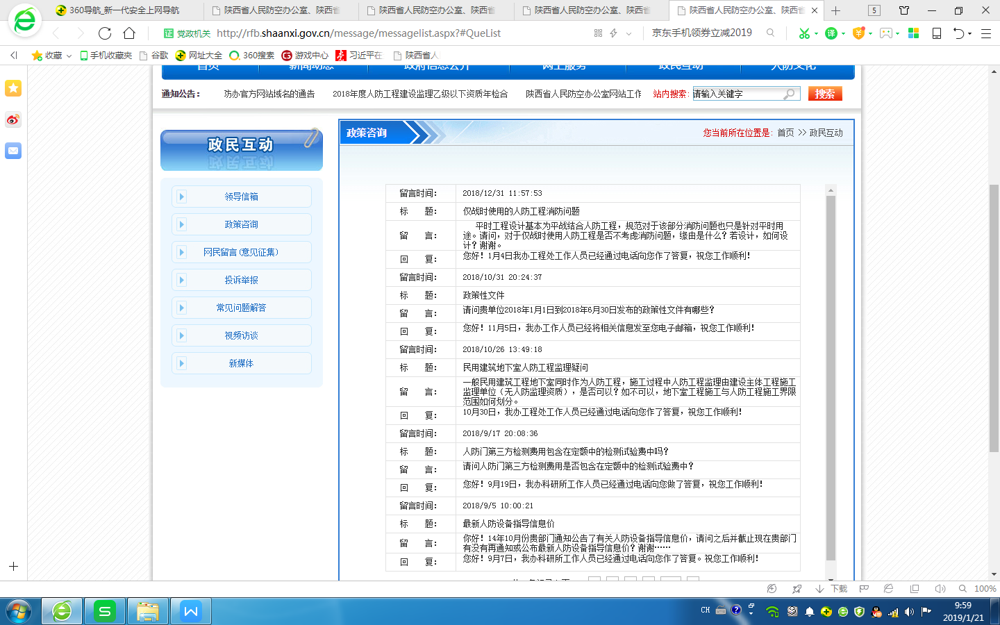 360导航_新一代安全上网导航
陕西省人民防空办公室、陕西省
陕西省人民防空办公室、陕西省
陕西省人民防空办公室、陕西省
陕西省人民防空办公室、陕西省
5
证 党政机关 http://rfb.shaanxi.gov.cn/message/messagelist.aspx?#QueList
京东手机领券立减2019
译
收藏 手机收藏夹 谷歌 网址大全 360搜索 游戏中心 习近平在 陕西省人
首页 新闻动态 政府信息公开 网上服务 政民互动 人防文化
通知公告： 防办官方网站域名的通告 2018年度人防工程建设监理乙级以下资质年检合 陕西省人民防空办公室网站工作 站内搜索： 请输入关键字 搜索
政民互动
领导信箱
政策咨询
网民留言(意见征集)
投诉举报
常见问题解答
视频访谈
新媒体
政策咨询 您当前所在位置是：首页 >> 政民互动
留言时间： 2018/12/31 11:57:53
标 题： 仅战时使用的人防工程消防问题
留 言： 平时工程设计基本为平战结合人防工程，规范对于该部分消防问题也只是针对平时用
途。请问，对于仅战时使用人防工程是否不考虑消防问题，缘由是什么？若设计，如何设
计？谢谢。
回 复： 您好！1月4日我办工程处工作人员已经通过电话向您作了答复，祝您工作顺利！
留言时间： 2018/10/31 20:24:37
标 题： 政策性文件
留 言： 请问贵单位2018年1月1日到2018年6月30日发布的政策性文件有哪些？
回 复： 您好！11月5日，我办工作人员已经将相关信息发至您电子邮箱，祝您工作顺利！
留言时间： 2018/10/26 13:49:18
标 题： 民用建筑地下室人防工程监理疑问
留 言： 一般民用建筑工程地下室同时作为人防工程，施工过程中人防工程监理由建设主体工程施工
监理单位（无人防监理资质），是否可以？如不可以，地下室工程施工与人防工程施工界限
范围如何划分。
回 复： 10月30日，我办工程处工作人员已经通过电话向您作了答复，祝您工作顺利！
留言时间： 2018/9/17 20:08:36
标 题： 人防门第三方检测费用包含在定额中的检测试验费中吗？
留 言： 请问人防门第三方检测费用是否包含在定额中的检测试验费中？
回 复： 您好！9月19日，我办科研所工作人员已经通过电话向您做了答复，祝您工作顺利！
留言时间： 2018/9/5 10:00:21
标 题： 最新人防设备指导信息价
留 言： 你好！14年10月份贵部门通知公告了有关人防设备指导信息价，请问之后并截止现在贵部门
有没有再通知或公布最新人防设备指导信息价？谢谢……
回 复： 您好！9月7日，我办科研所工作人员已经通过电话向您作了答复。祝您工作顺利！
下载 100%
CH
9:59
2019/1/21